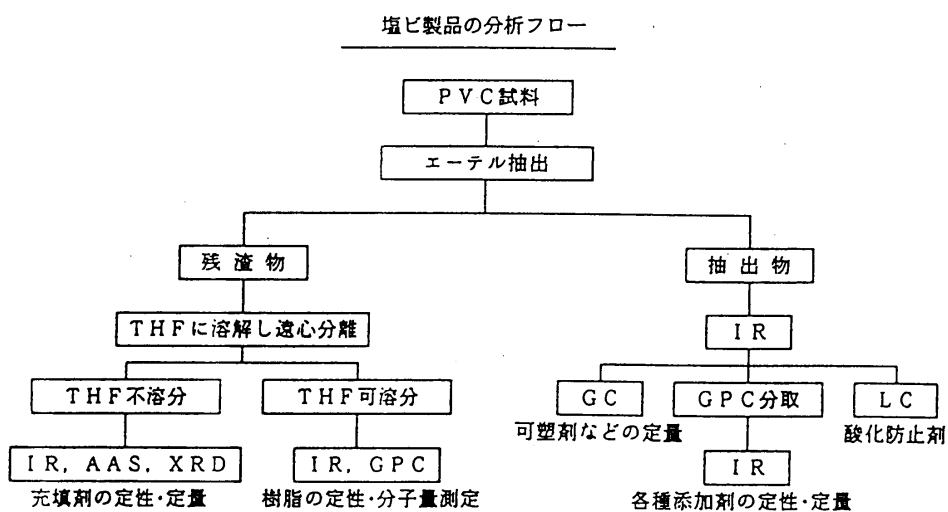 塩ビ製品の分析フロー
PVC試料
エーテル抽出
残渣物
抽出物
THFに溶解し遠心分離
IR
THF不溶分
THF可溶分
GC
GPC分取
LC
可塑剤などの定量
酸化防止剤
IR, AAS, XRD
IR, GPC
IR
充填剤の定性・定量
樹脂の定性・分子量測定
各種添加剤の定性・定量